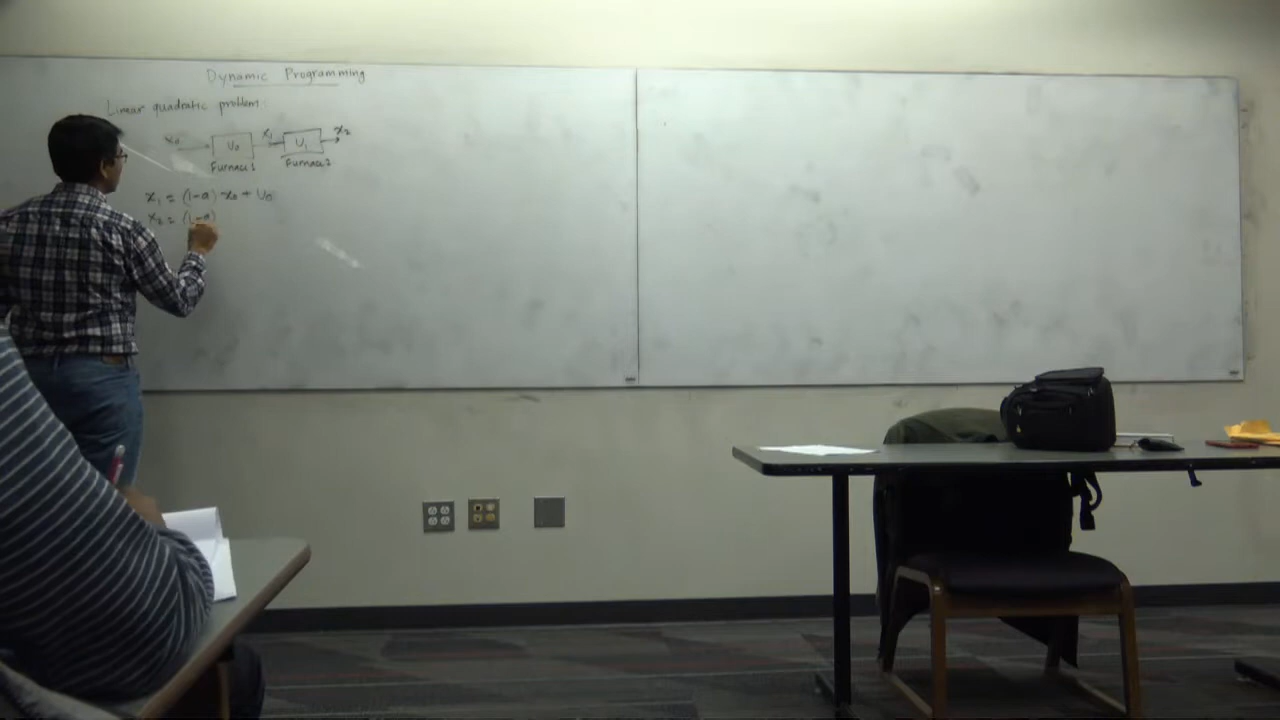 Dynamic Programming
Linear quadratic problem:
x₀ U₀ x₁ U₁ x₂
Furnace 1 Furnace 2
x₁ = (1-a) x₀ + U₀
x₂ = (1-a)